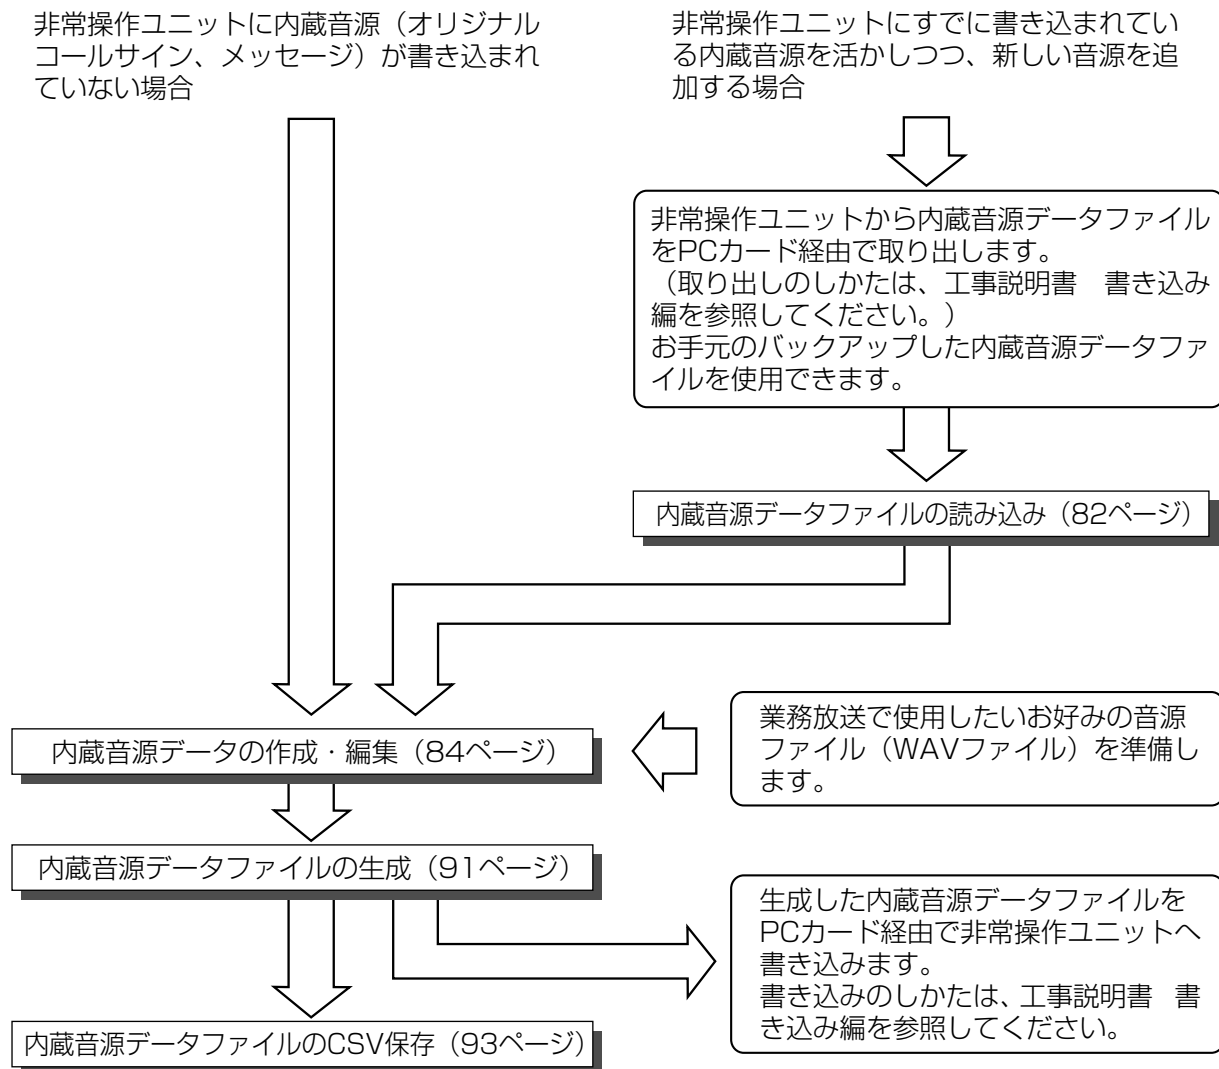 非常操作ユニットに内蔵音源（オリジナル
コールサイン、メッセージ）が書き込まれ
ていない場合
非常操作ユニットにすでに書き込まれてい
る内蔵音源を活かしつつ、新しい音源を追
加する場合
非常操作ユニットから内蔵音源データファイル
をPCカード経由で取り出します。
（取り出しのしかたは、工事説明書　書き込み
編を参照してください。）
お手元のバックアップした内蔵音源データファ
イルを使用できます。
内蔵音源データファイルの読み込み（82ページ）
内蔵音源データの作成・編集（84ページ）
業務放送で使用したいお好みの音源
ファイル（WAVファイル）を準備し
ます。
内蔵音源データファイルの生成（91ページ）
生成した内蔵音源データファイルを
PCカード経由で非常操作ユニットへ
書き込みます。
書き込みのしかたは、工事説明書　書
き込み編を参照してください。
内蔵音源データファイルのCSV保存（93ページ）